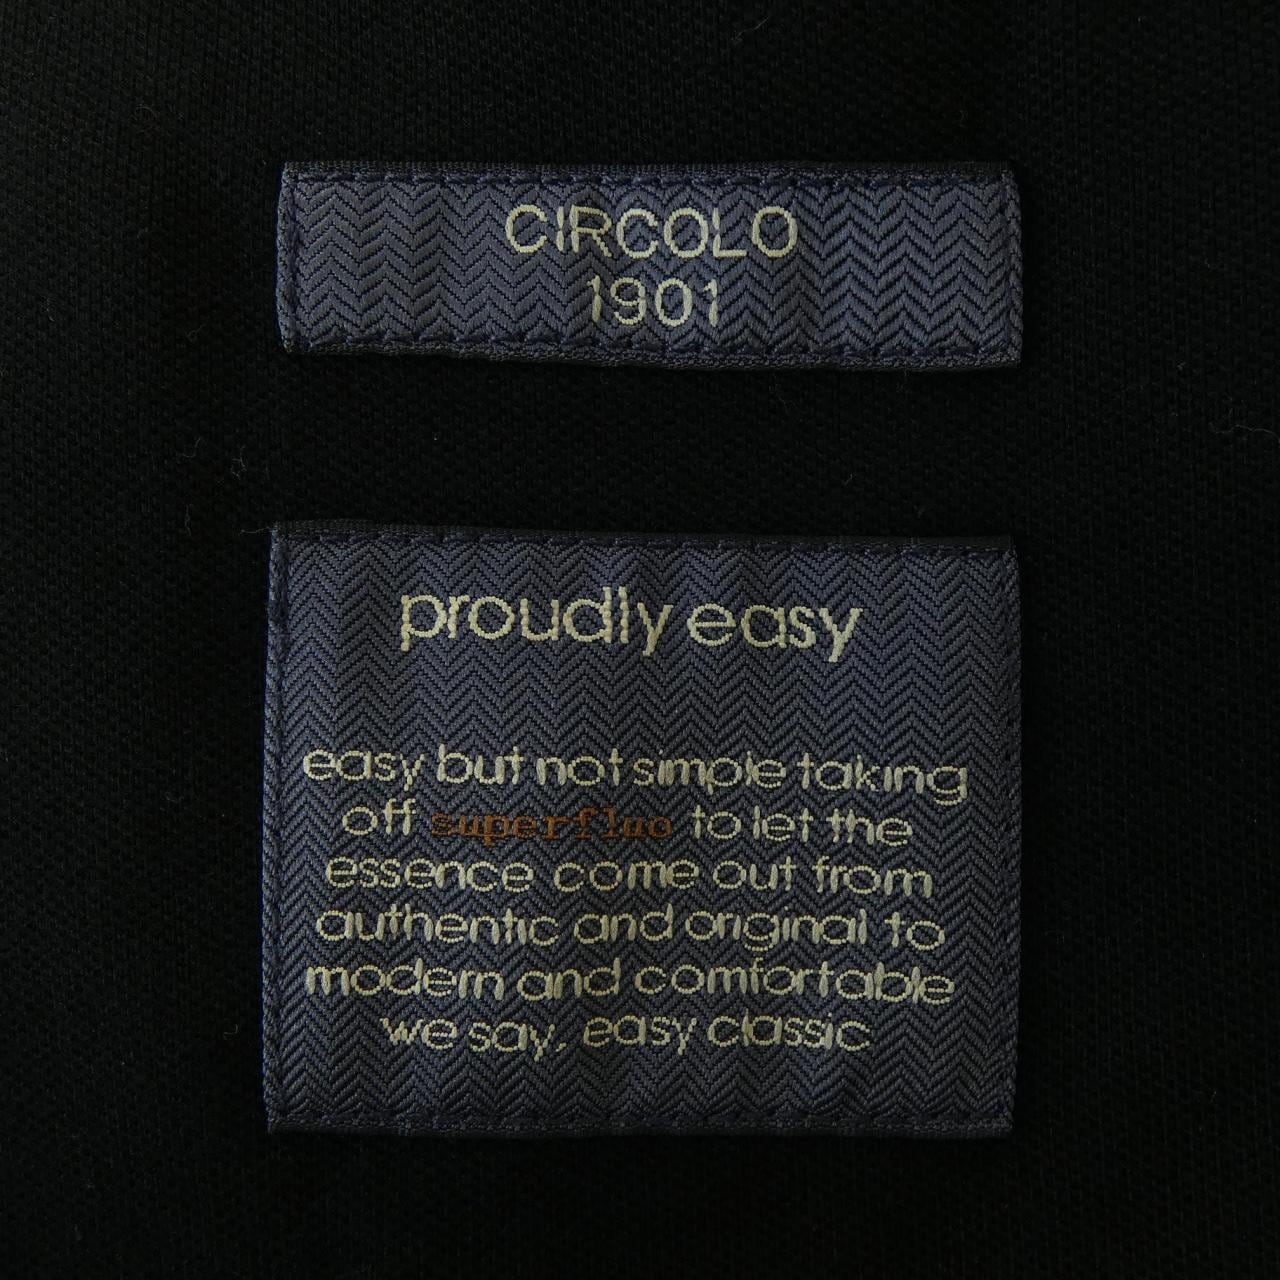 CIRCOLO
1901
proudly easy
easy but not simple taking
off superfluo to let the
essence come out from
authentic and original to
modern and comfortable
we say, easy classic